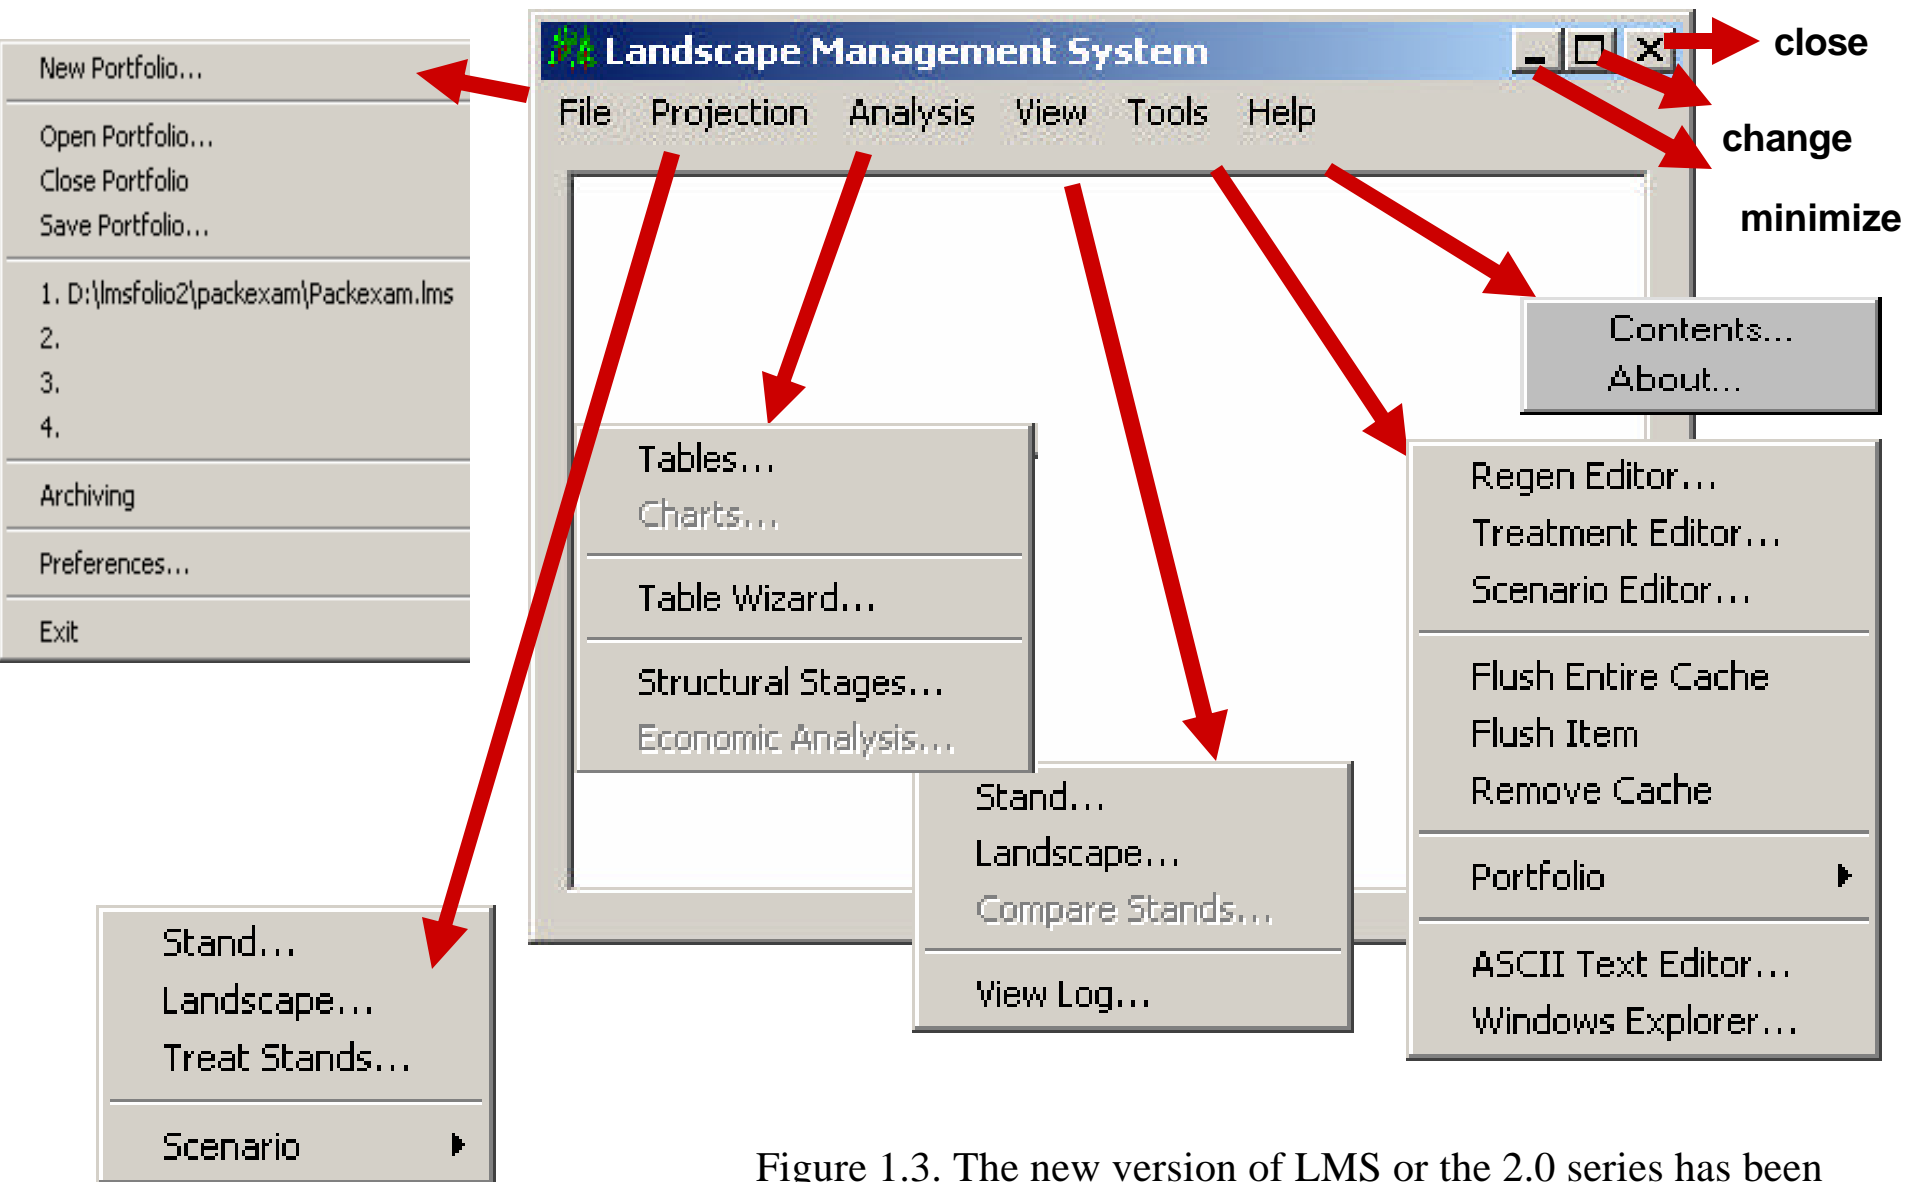 Landscape Management System
close
change
minimize
File Projection Analysis View Tools Help
New Portfolio...
Open Portfolio...
Close Portfolio
Save Portfolio...
1. D:\lmsfolio2\packexam\Packexam.lms
2.
3.
4.
Archiving
Preferences...
Exit
Stand...
Landscape...
Treat Stands...
Scenario
Tables...
Charts...
Table Wizard...
Structural Stages...
Economic Analysis...
Stand...
Landscape...
Compare Stands...
View Log...
Regen Editor...
Treatment Editor...
Scenario Editor...
Flush Entire Cache
Flush Item
Remove Cache
Portfolio
ASCII Text Editor...
Windows Explorer...
Contents...
About...
Figure 1.3. The new version of LMS or the 2.0 series has been